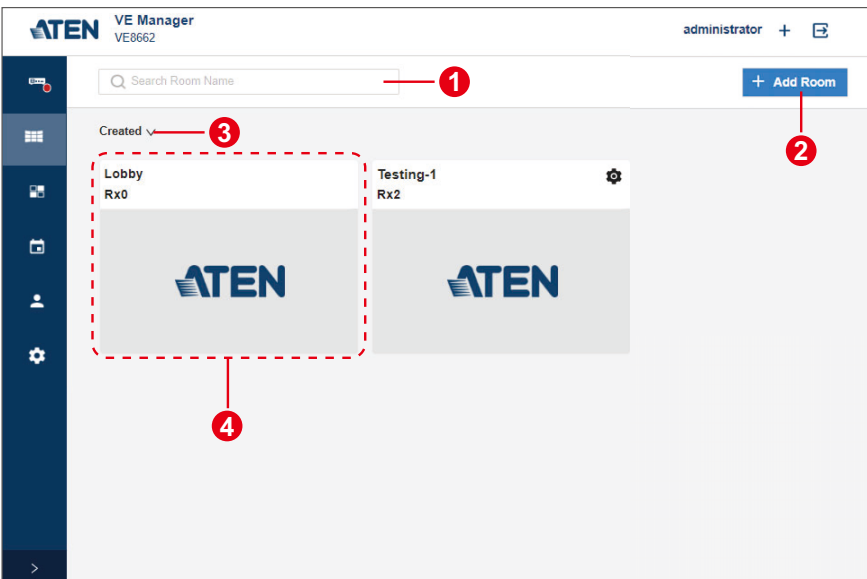 ATEN
VE Manager
VE8662
administrator
Search Room Name
1
+ Add Room
2
Created
3
Lobby
Rx0
Testing-1
Rx2
ATEN
ATEN
4